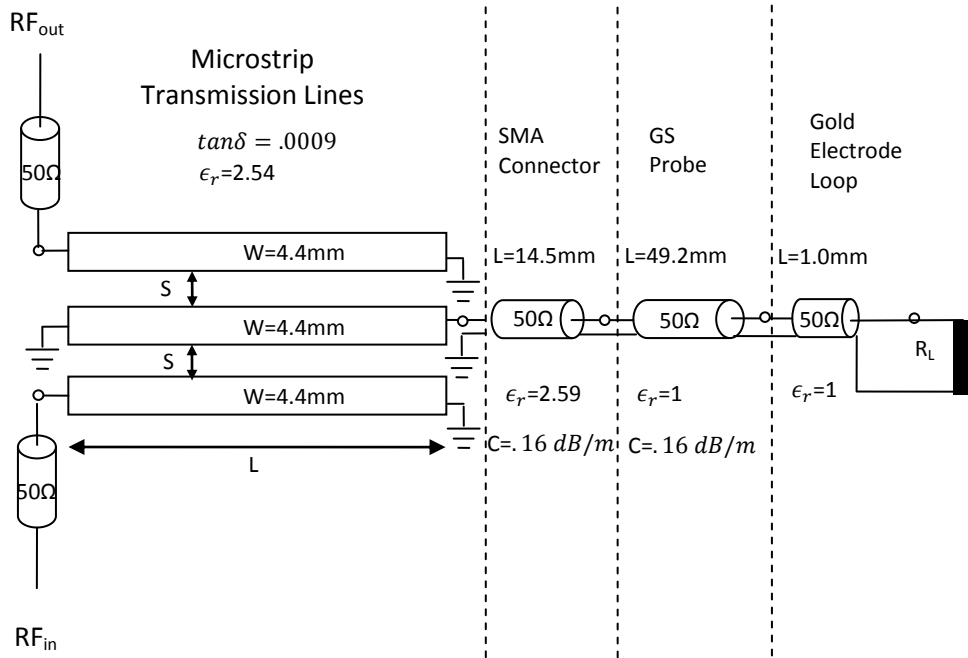 RFout
Microstrip
Transmission Lines
tanδ = .0009
ϵr=2.54
50Ω
SMA
Connector
GS
Probe
Gold
Electrode
Loop
W=4.4mm
S
W=4.4mm
S
W=4.4mm
L
L=14.5mm
L=49.2mm
L=1.0mm
50Ω
50Ω
50Ω
RL
ϵr=2.59
ϵr=1
ϵr=1
C=. 16 dB/m
C=. 16 dB/m
50Ω
RFin